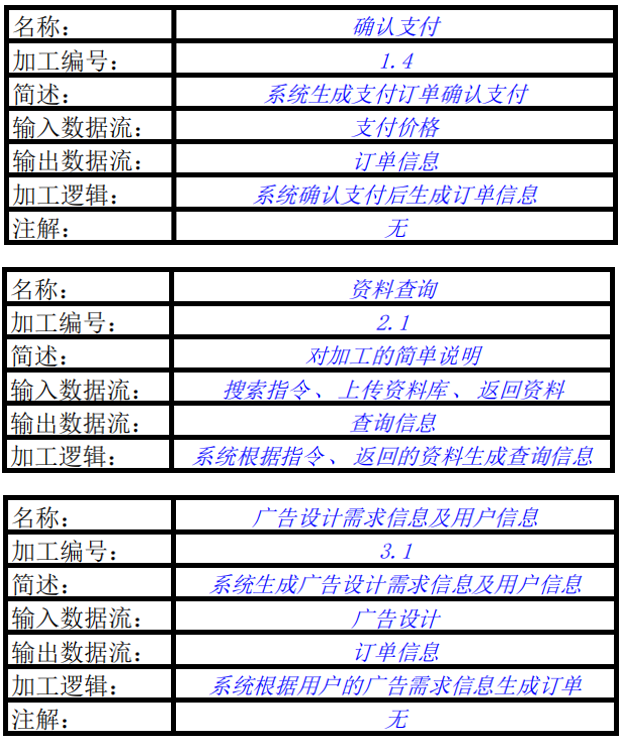 名称： 确认支付
加工编号： 1.4
简述： 系统生成支付订单确认支付
输入数据流： 支付价格
输出数据流： 订单信息
加工逻辑： 系统确认支付后生成订单信息
注解： 无
名称： 资料查询
加工编号： 2.1
简述： 对加工的简单说明
输入数据流： 搜索指令、上传资料库、返回资料
输出数据流： 查询信息
加工逻辑： 系统根据指令、返回的资料生成查询信息
名称： 广告设计需求信息及用户信息
加工编号： 3.1
简述： 系统生成广告设计需求信息及用户信息
输入数据流： 广告设计
输出数据流： 订单信息
加工逻辑： 系统根据用户的广告需求信息生成订单
注解： 无